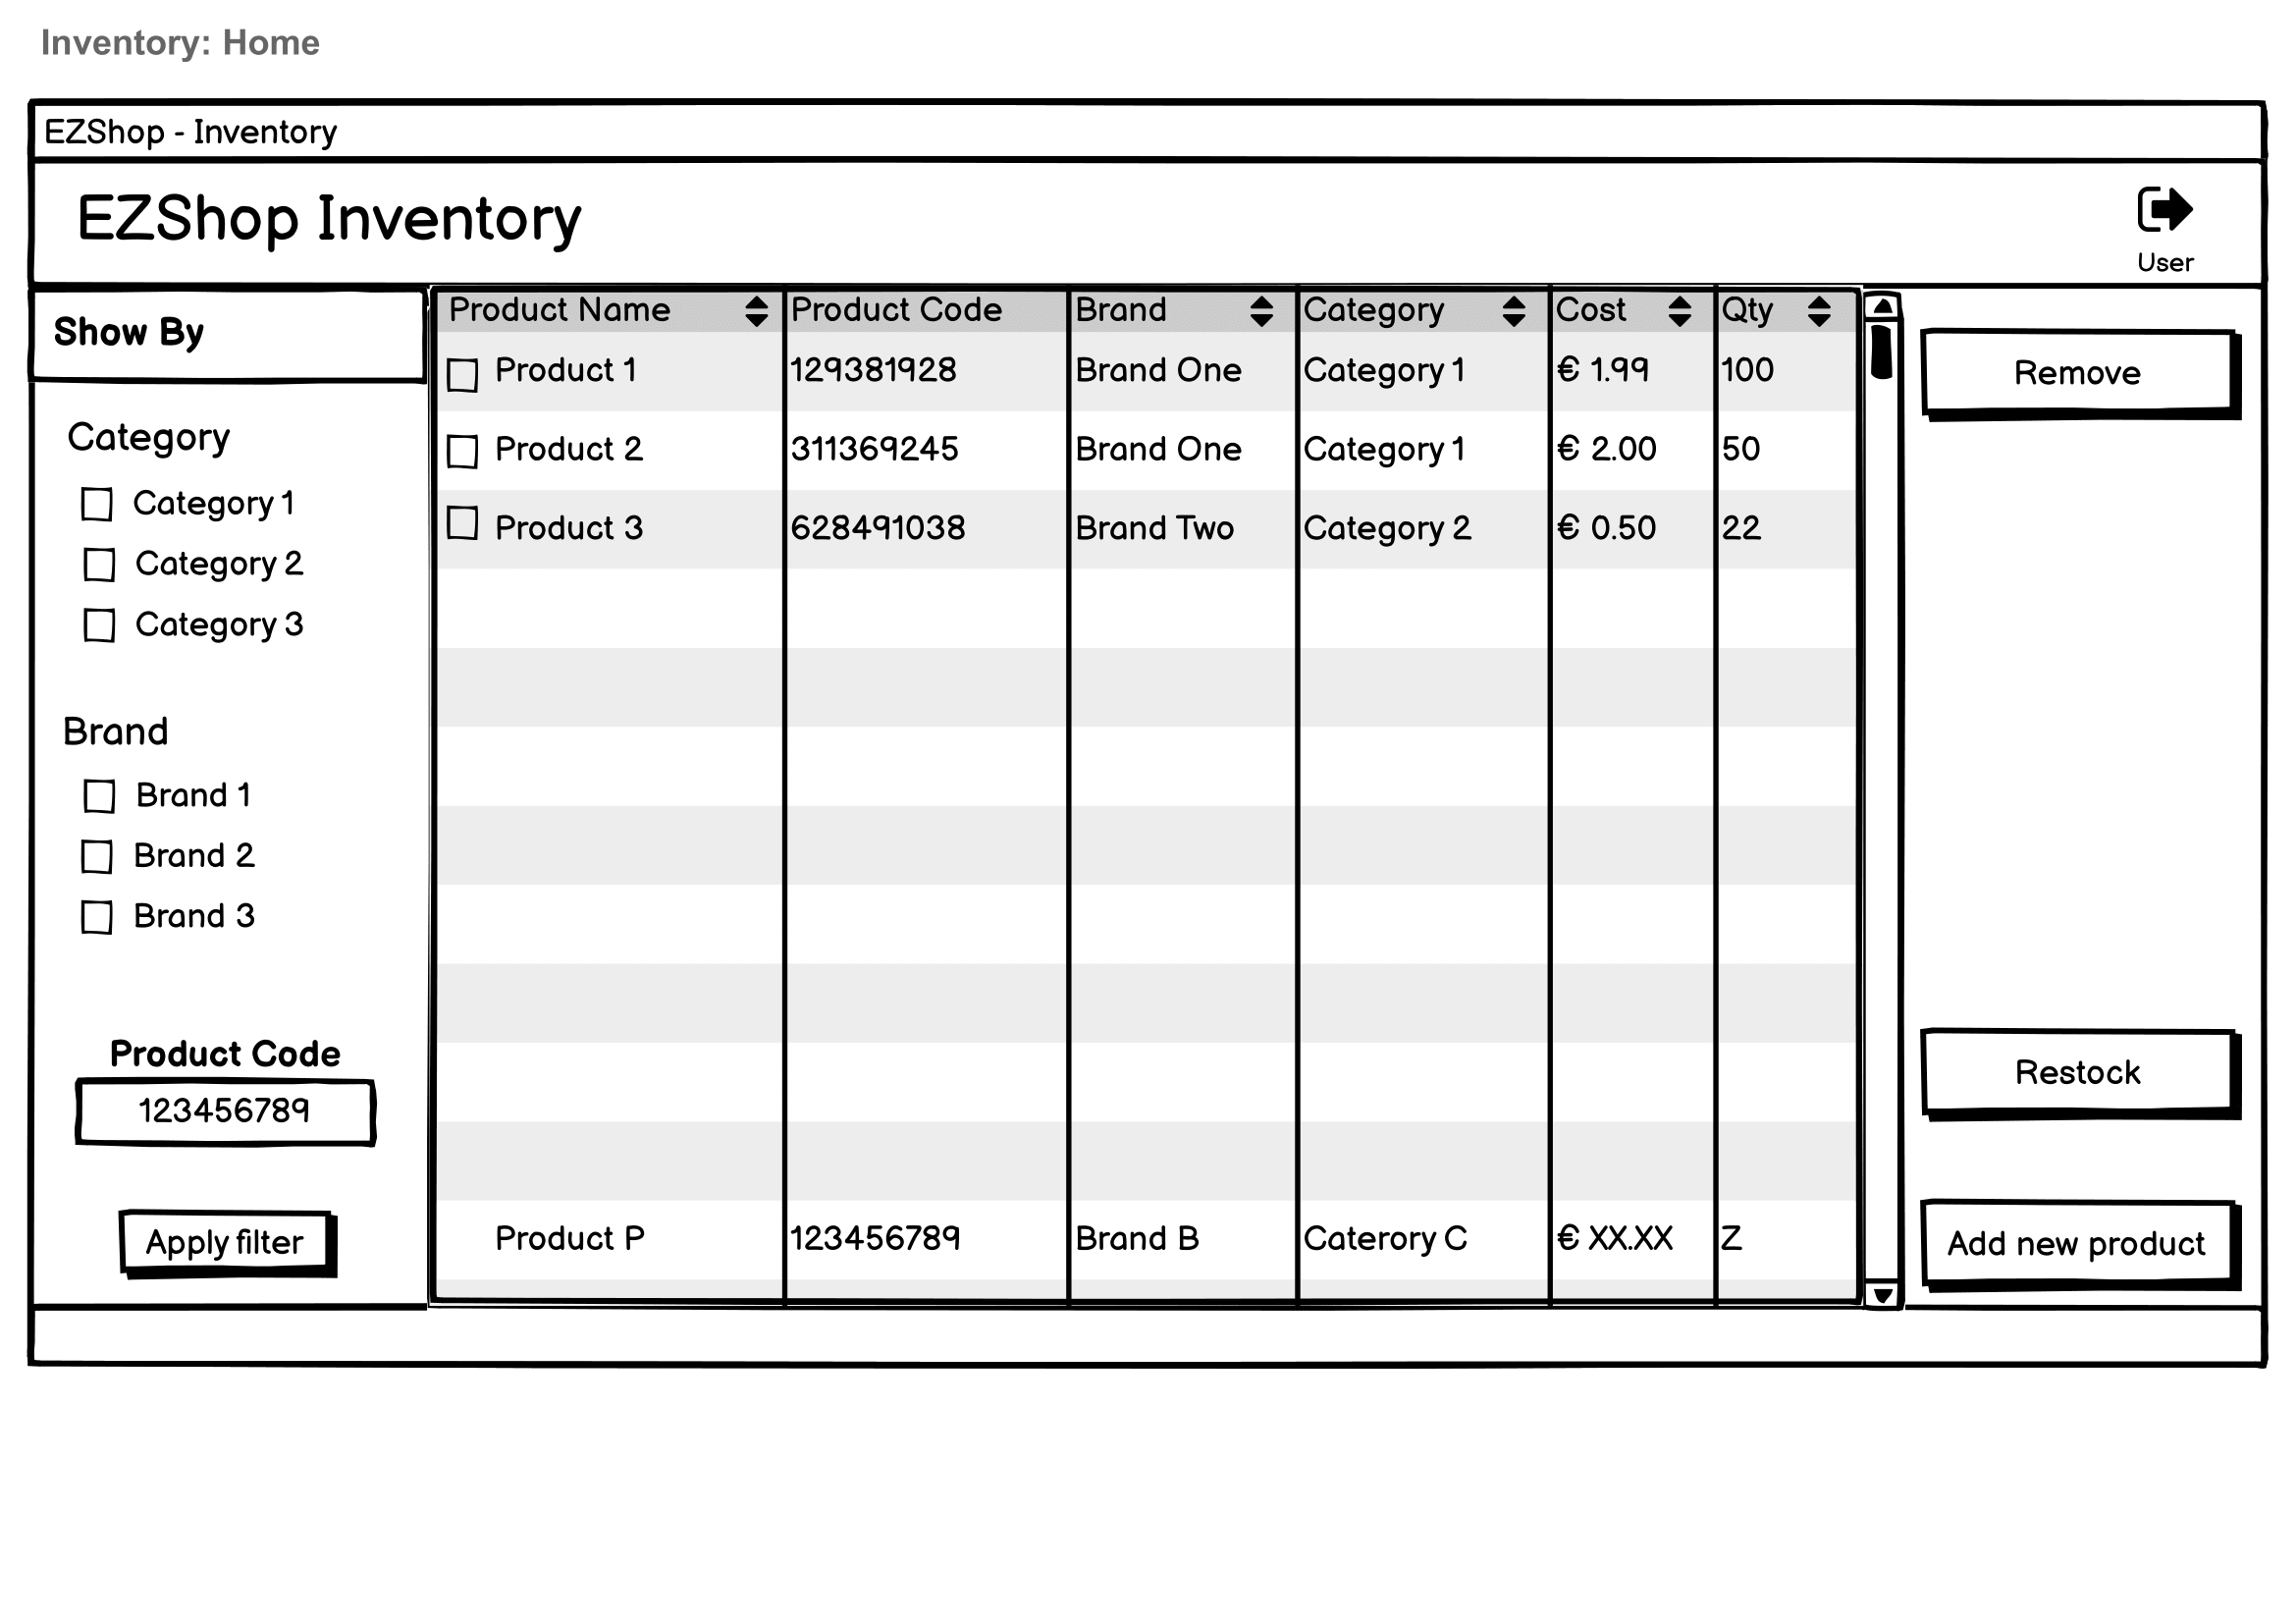 Inventory: Home
EZShop - Inventory
EZShop Inventory
User
Show By
Category
Category 1
Category 2
Category 3
Brand
Brand 1
Brand 2
Brand 3
Product Code
123456789
Apply filter
Product Name Product Code Brand Category Cost Qty
Product 1 129381928 Brand One Category 1 € 1.99 100
Product 2 311369245 Brand One Category 1 € 2.00 50
Product 3 628491038 Brand Two Category 2 € 0.50 22
Product P 123456789 Brand B Caterory C € XX.XX Z
Remove
Restock
Add new product